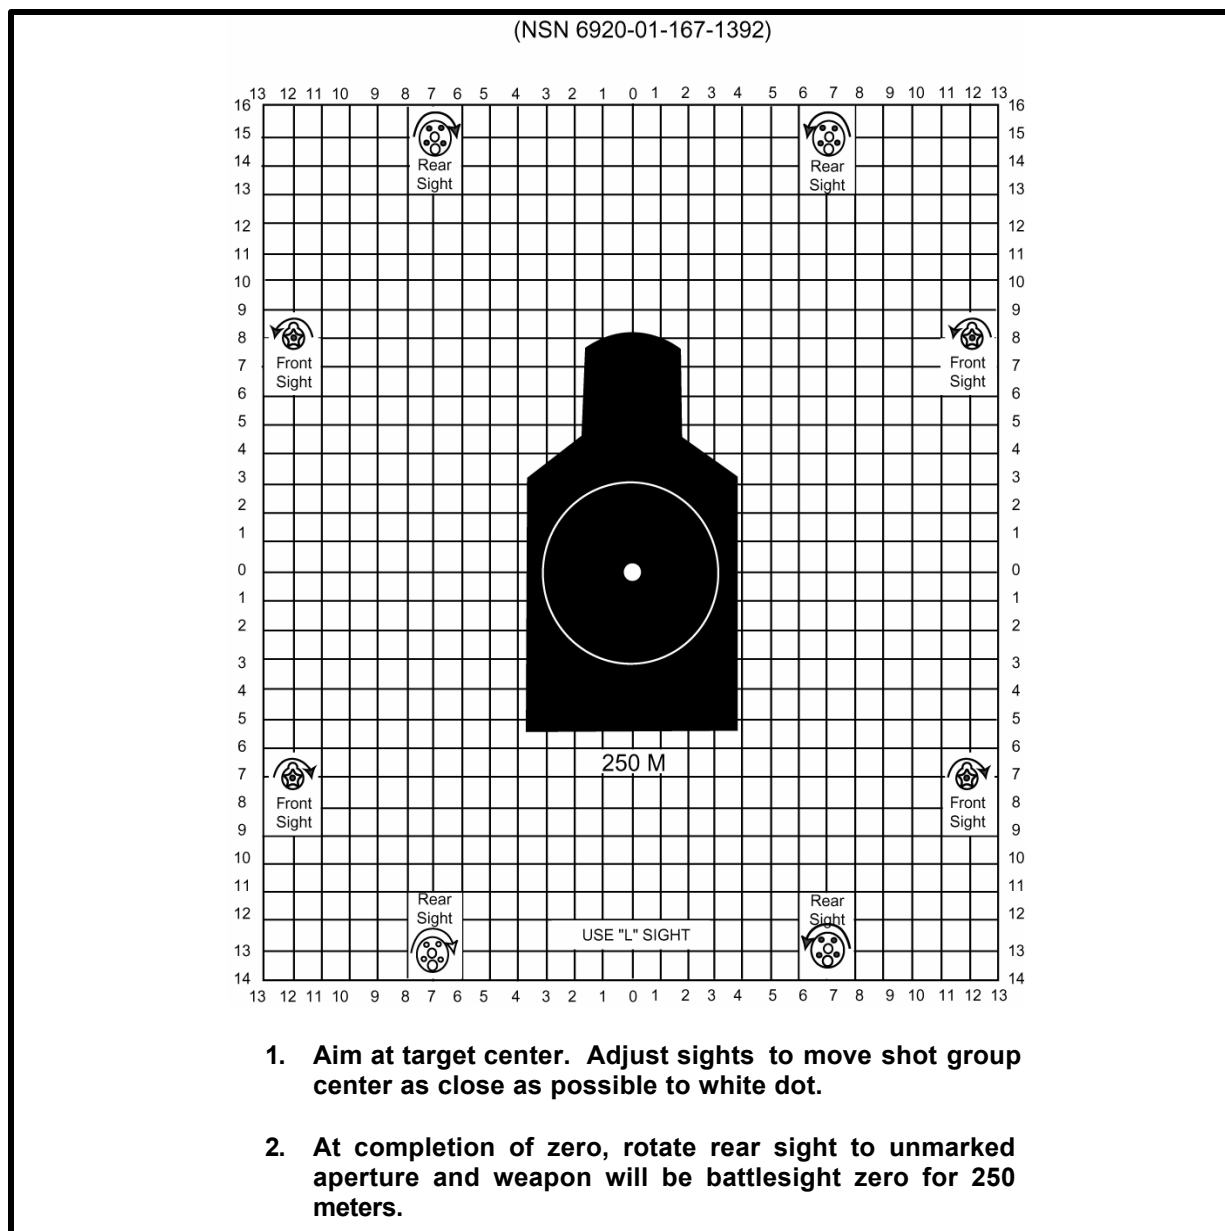 (NSN 6920-01-167-1392)
13 12 11 10 9 8 7 6 5 4 3 2 1 0 1 2 3 4 5 6 7 8 9 10 11 12 13
16 16
15 15
14 Rear Rear 14
13 Sight Sight 13
12 12
11 11
10 10
9 9
8 8
7 Front Front 7
Sight Sight
6 6
5 5
4 4
3 3
2 2
1 1
0 0
1 1
2 2
3 3
4 4
5 5
6 6
250 M
7 7
8 Front Front 8
9 Sight Sight 9
10 10
11 11
Rear Rear
12 Sight Sight 12
USE "L" SIGHT
13 13
14 14
13 12 11 10 9 8 7 6 5 4 3 2 1 0 1 2 3 4 5 6 7 8 9 10 11 12 13
1. Aim at target center. Adjust sights to move shot group
center as close as possible to white dot.
2. At completion of zero, rotate rear sight to unmarked
aperture and weapon will be battlesight zero for 250
meters.